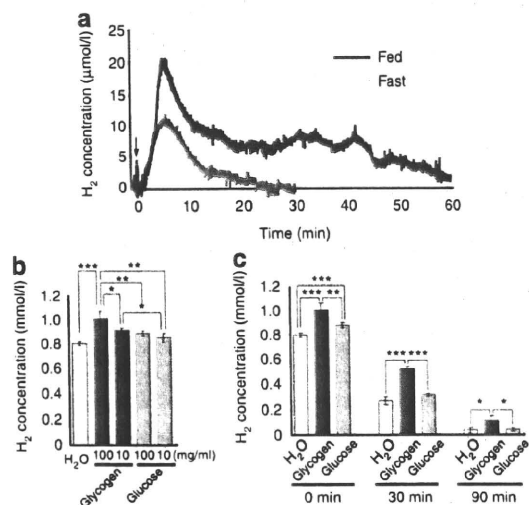 a
H2 concentration (μmol/l)
25
20
15
10
5
0
Fed
Fast
0 10 20 30 40 50 60
Time (min)
b
H2 concentration (mmol/l)
1.2
1.0
0.8
0.6
0.4
0.2
0
*** ** ** * *
H2O 100 10 100 10 (mg/ml)
Glycogen Glucose
c
H2 concentration (mmol/l)
1.2
1.0
0.8
0.6
0.4
0.2
0
***
*** **
*** ***
* *
H2O Glycogen Glucose H2O Glycogen Glucose H2O Glycogen Glucose
0 min 30 min 90 min